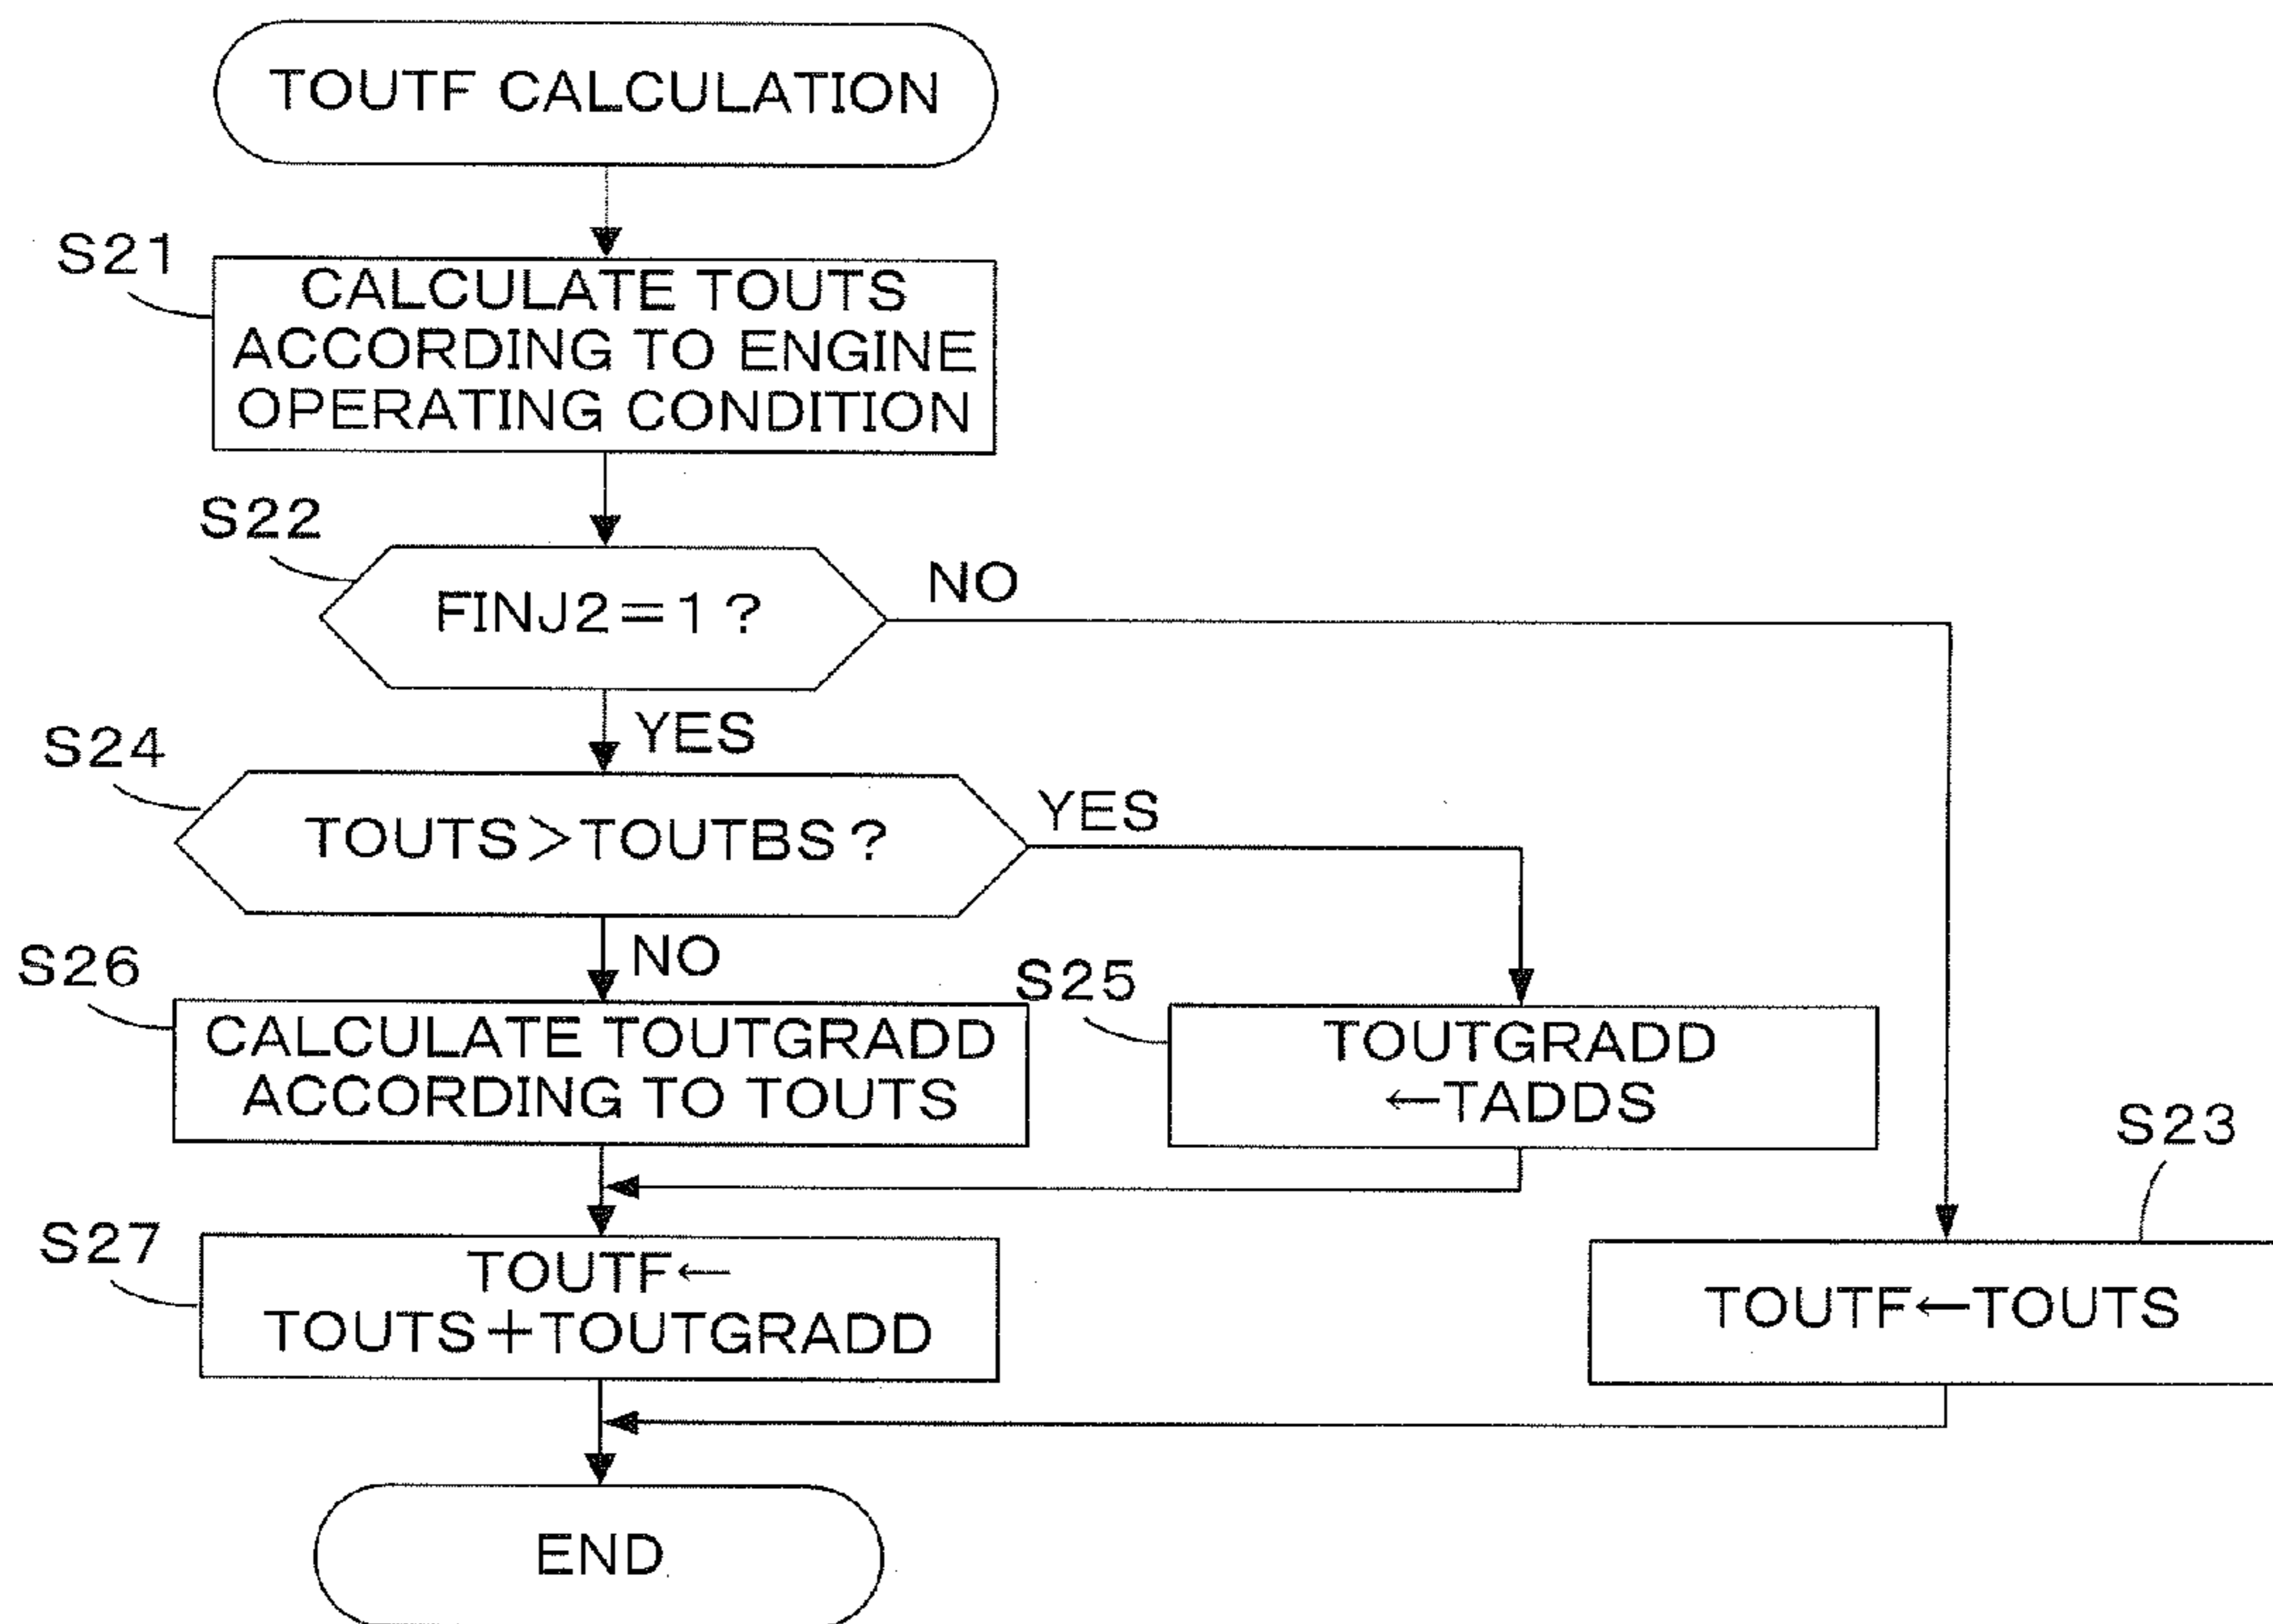 TOUTF CALCULATION
S21
CALCULATE TOUTS
ACCORDING TO ENGINE
OPERATING CONDITION
S22
FINJ2=1?
NO
YES
S24
TOUTS>TOUTBS?
YES
NO
S26
CALCULATE TOUTGRADD
ACCORDING TO TOUTS
S25
TOUTGRADD
←TADDS
S23
TOUTF←TOUTS
S27
TOUTF←
TOUTS+TOUTGRADD
END